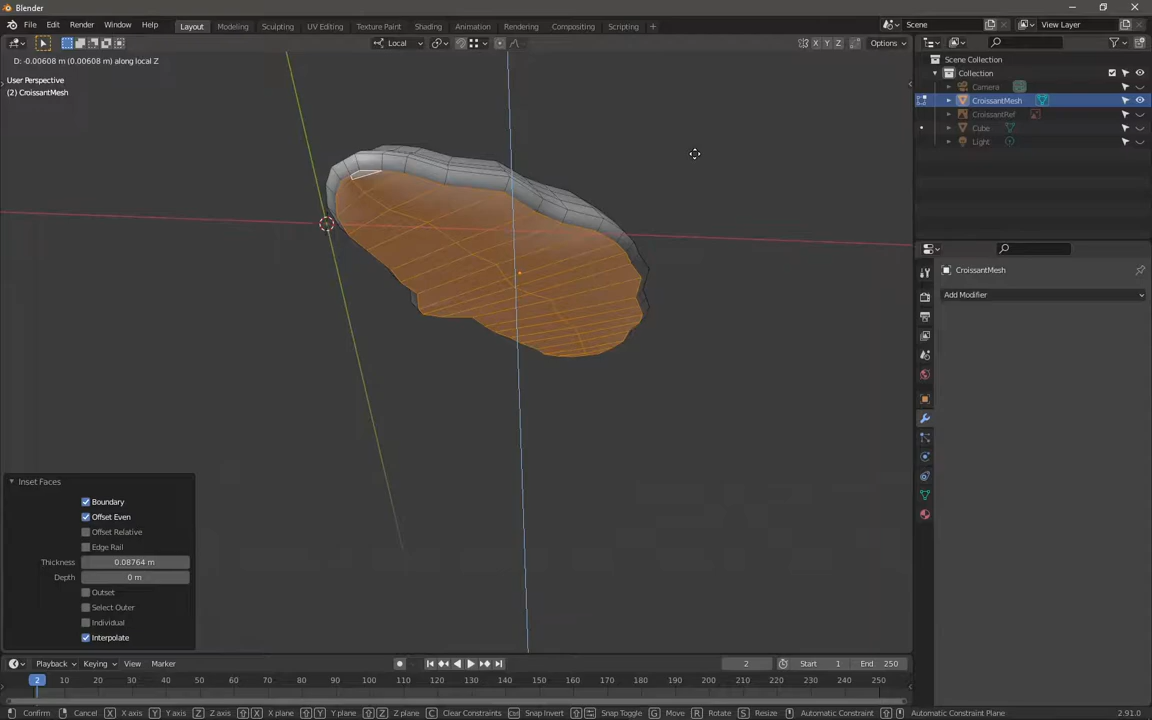 Blender
File Edit Render Window Help
Layout Modeling Sculpting UV Editing Texture Paint Shading Animation Rendering Compositing Scripting +
Scene
View Layer
Local
X Y Z
Options
D: -0.00608 m (0.00608 m) along local Z
User Perspective
(2) CroissantMesh
Scene Collection
Collection
Camera
CroissantMesh
CroissantRef
Cube
Light
CroissantMesh
Add Modifier
Inset Faces
Boundary
Offset Even
Offset Relative
Edge Rail
Thickness 0.08764 m
Depth 0 m
Outset
Select Outer
Individual
Interpolate
Playback Keying View Marker
2
Start 1
End 250
2 10 20 30 40 50 60 70 80 90 100 110 120 130 140 150 160 170 180 190 200 210 220 230 240 250
Confirm Cancel X X axis Y Y axis Z Z axis X X plane Y Y plane Z Z plane C Clear Constraints Ctrl Snap Invert Snap Toggle G Move R Rotate S Resize Automatic Constraint Automatic Constraint Plane
2.91.0